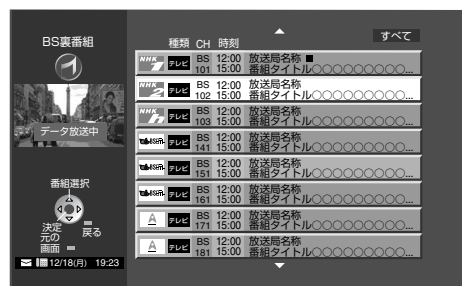 BS裏番組
すべて
種類 CH 時刻
テレビ BS 101 12:00 15:00 放送局名称 ■
番組タイトル○○○○○○○○○...
テレビ BS 102 12:00 15:00 放送局名称
番組タイトル○○○○○○○○○...
テレビ BS 103 12:00 15:00 放送局名称
番組タイトル○○○○○○○○○...
テレビ BS 141 12:00 15:00 放送局名称
番組タイトル○○○○○○○○○...
テレビ BS 151 12:00 15:00 放送局名称
番組タイトル○○○○○○○○○...
テレビ BS 161 12:00 15:00 放送局名称
番組タイトル○○○○○○○○○...
A テレビ BS 171 12:00 15:00 放送局名称
番組タイトル○○○○○○○○○...
A テレビ BS 181 12:00 15:00 放送局名称
番組タイトル○○○○○○○○○...
データ放送中
番組選択
決定
戻る
元の
画面
12/18(月) 19:23